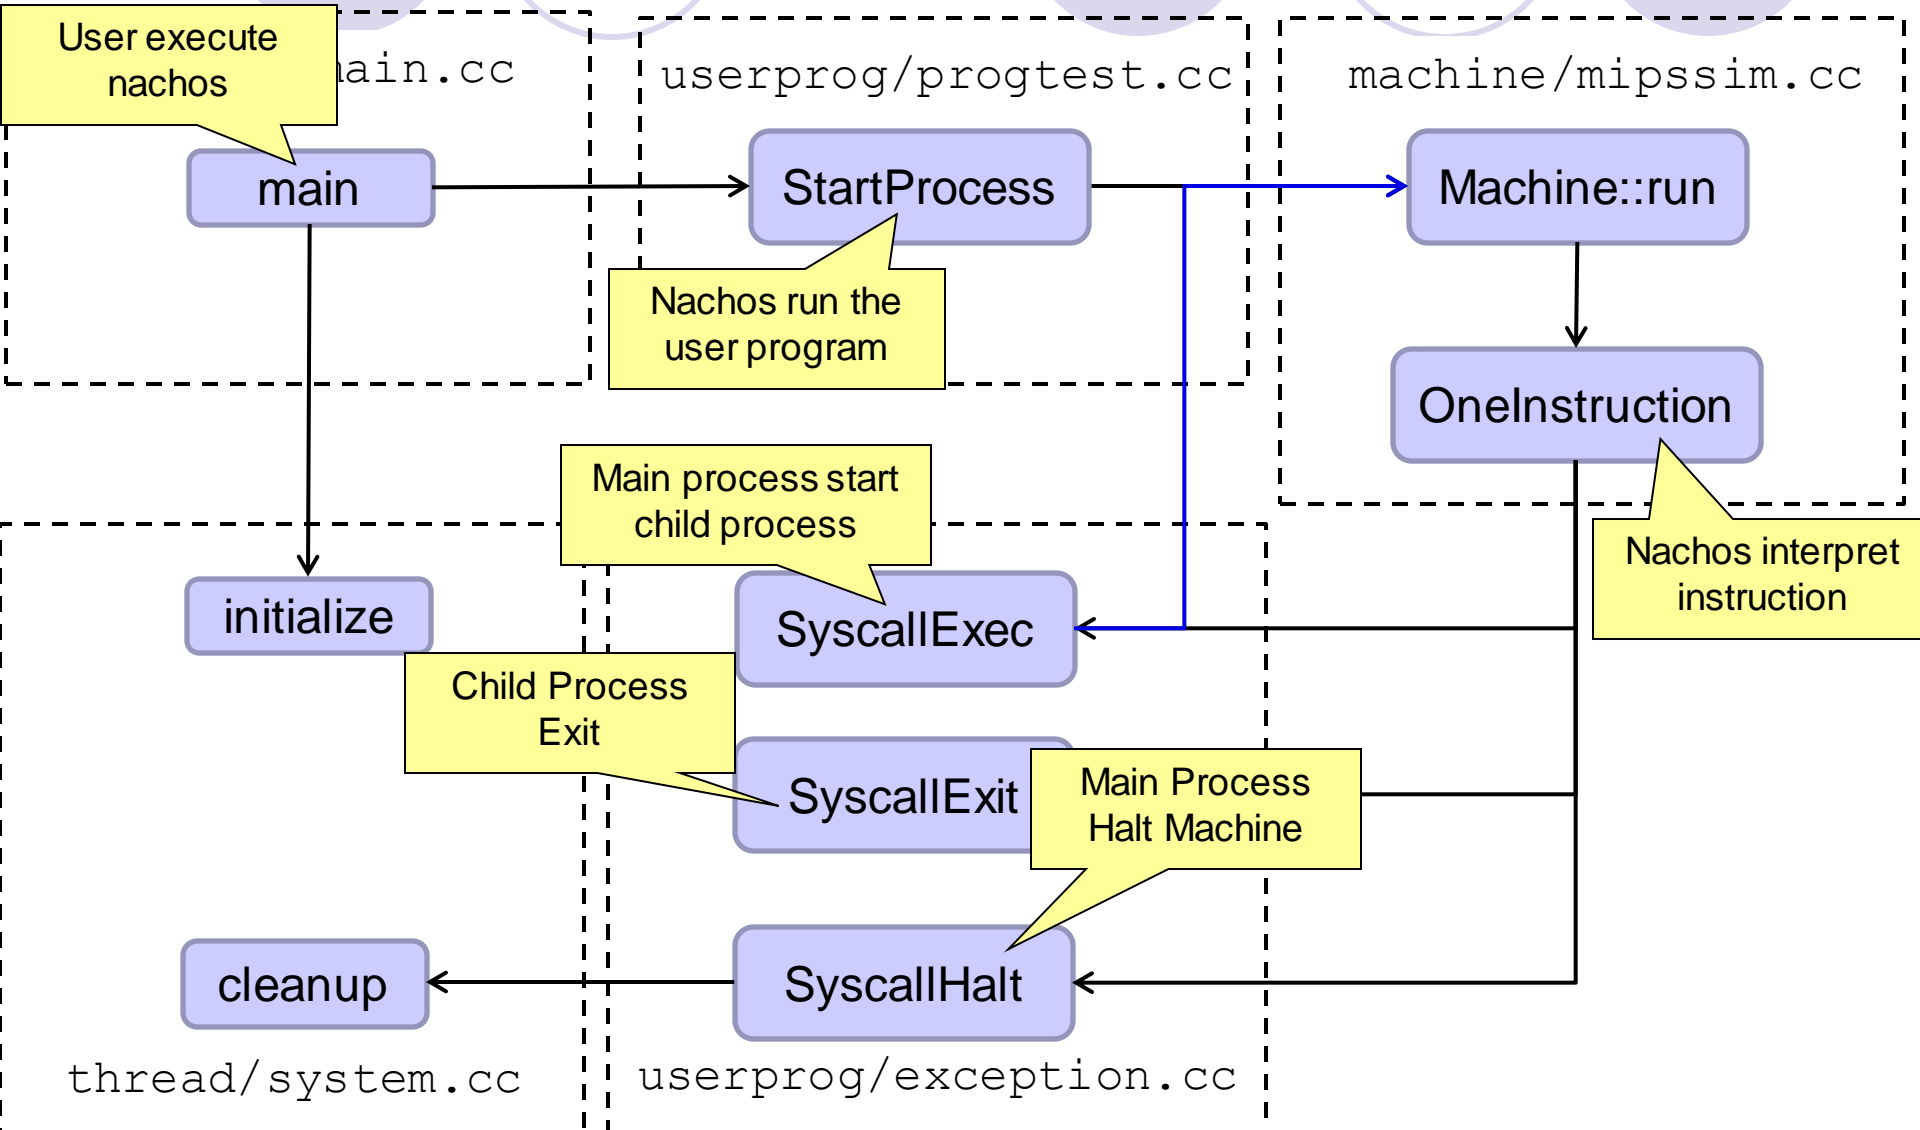 User execute
nachos
main.cc
userprog/progtest.cc
machine/mipssim.cc
main
StartProcess
Machine::run
Nachos run the
user program
OneInstruction
Main process start
child process
Nachos interpret
instruction
initialize
SyscallExec
Child Process
Exit
SyscallExit
Main Process
Halt Machine
cleanup
SyscallHalt
thread/system.cc
userprog/exception.cc